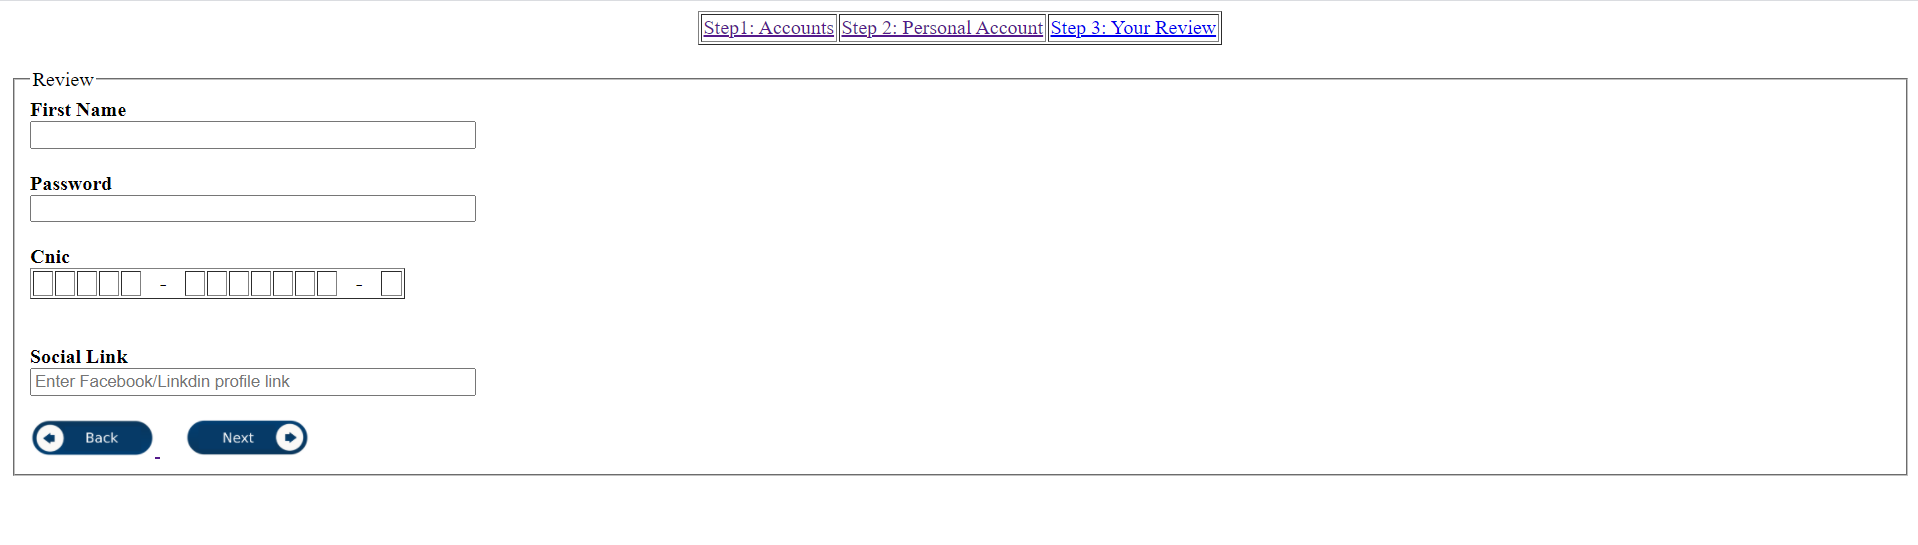 Step1: Accounts Step 2: Personal Account Step 3: Your Review
Review
First Name
Password
Cnic
- -
Social Link
Enter Facebook/Linkdin profile link
Back Next